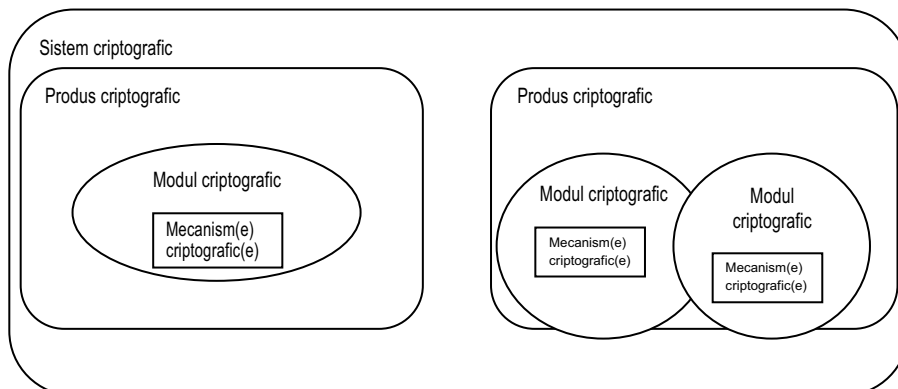 Sistem criptografic
Produs criptografic
Modul criptografic
Mecanism(e)
criptografic(e)
Produs criptografic
Modul criptografic
Mecanism(e)
criptografic(e)
Modul
criptografic
Mecanism(e)
criptografic(e)